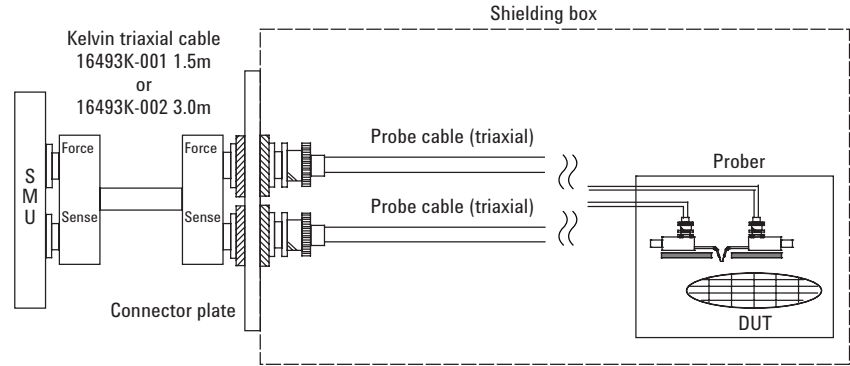 Shielding box
Kelvin triaxial cable
16493K-001 1.5m
or
16493K-002 3.0m
SMU
Force
Sense
Force
Sense
Probe cable (triaxial)
Probe cable (triaxial)
Prober
DUT
Connector plate